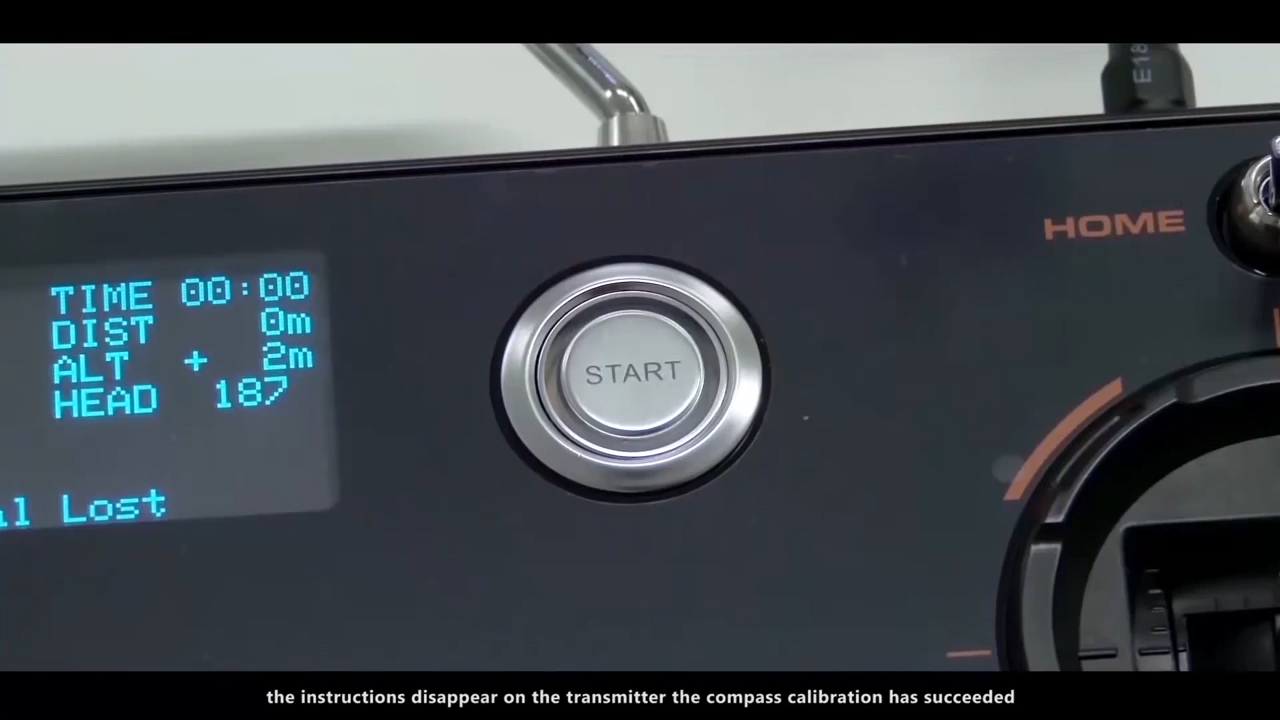 E18
HOME
TIME 00:00
DIST 0m
ALT + 2m
HEAD 187
START
Lost
the instructions disappear on the transmitter the compass calibration has succeeded